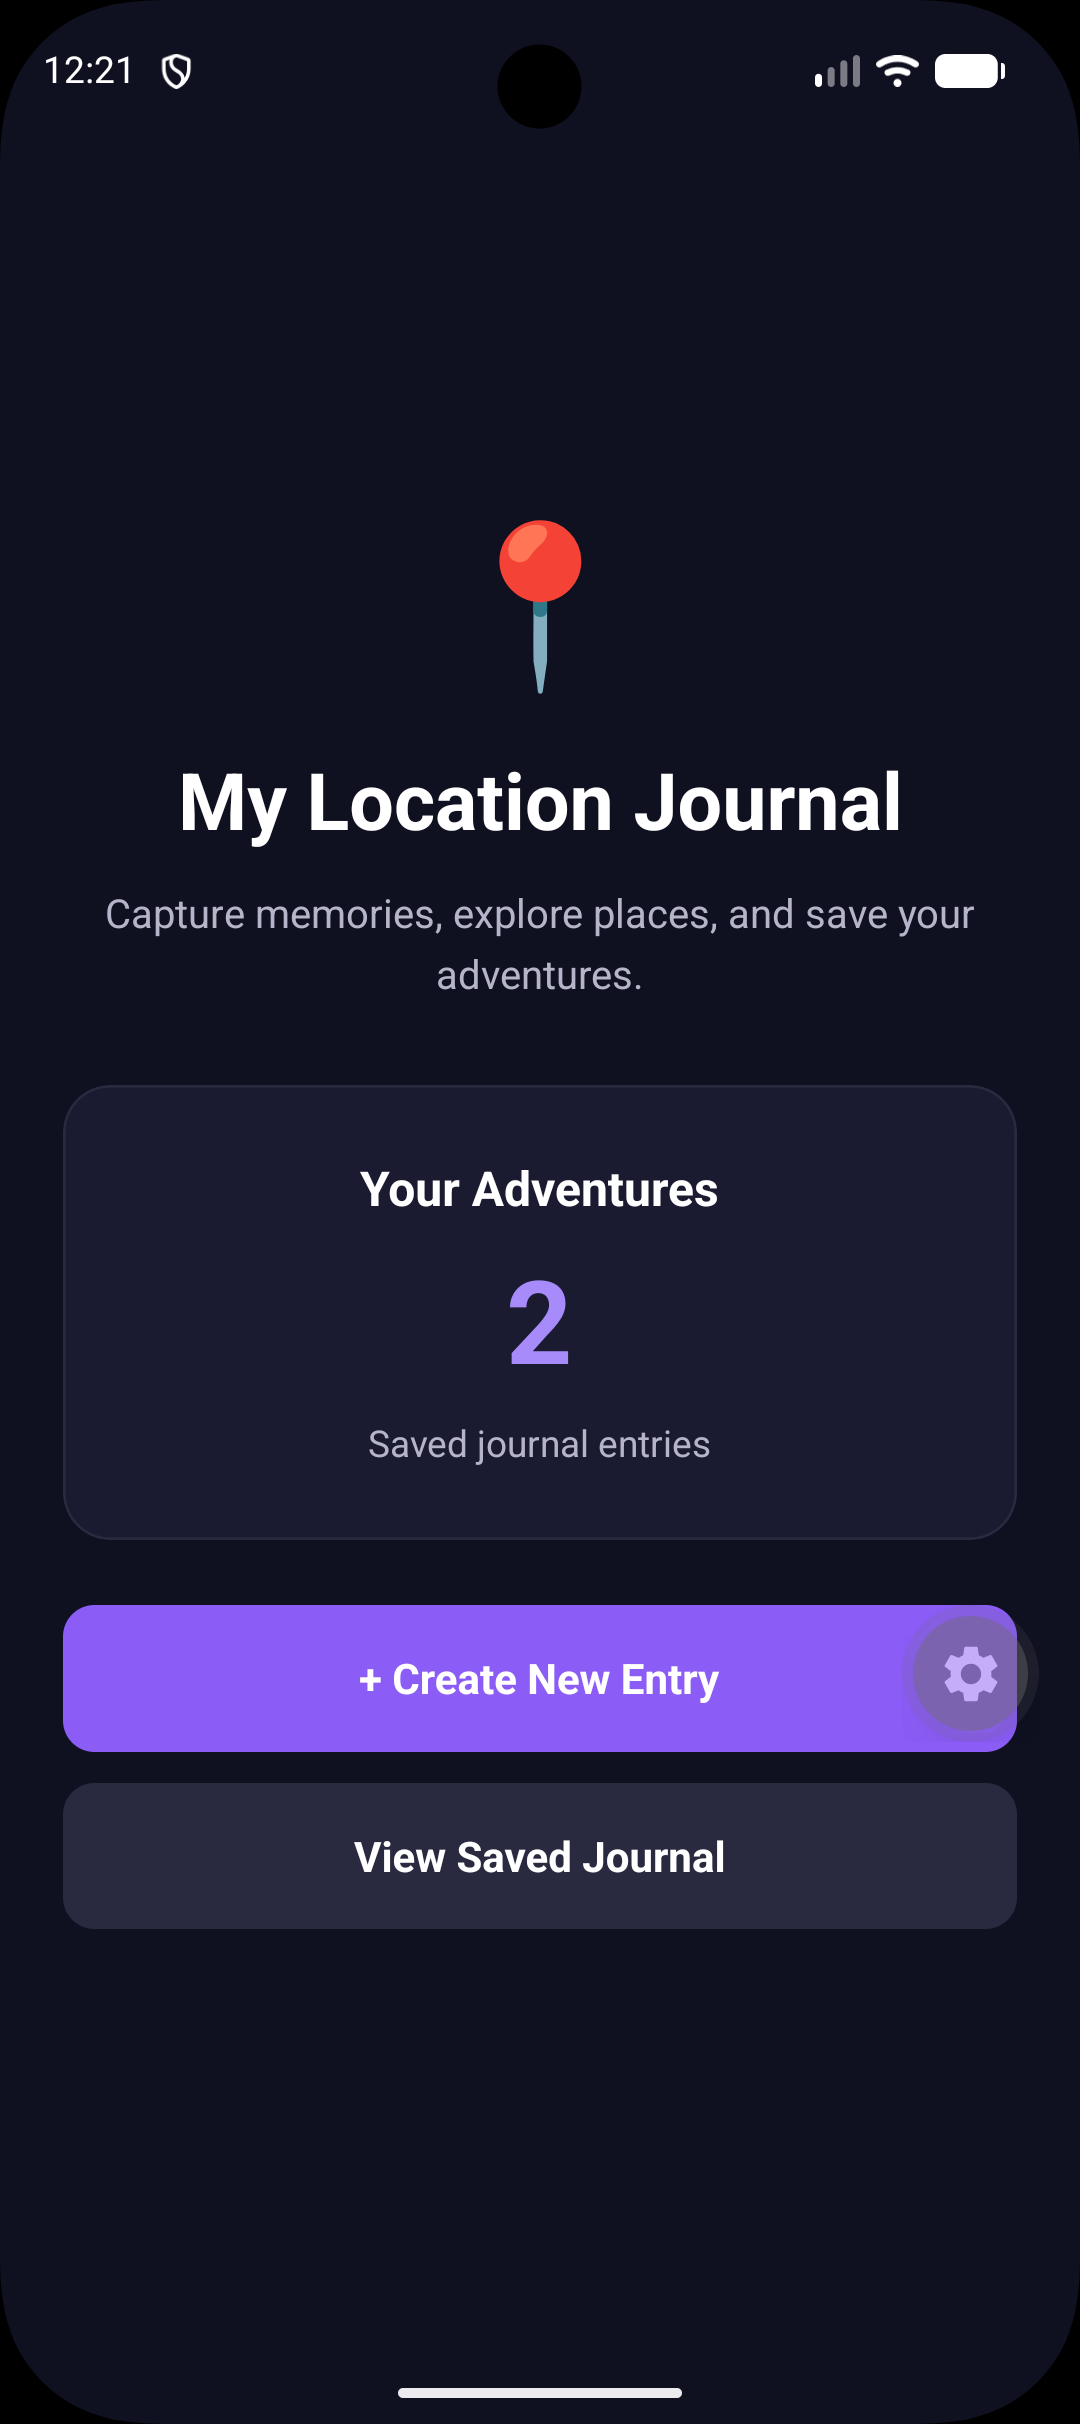 12:21
My Location Journal
Capture memories, explore places, and save your
adventures.
Your Adventures
2
Saved journal entries
+ Create New Entry
View Saved Journal